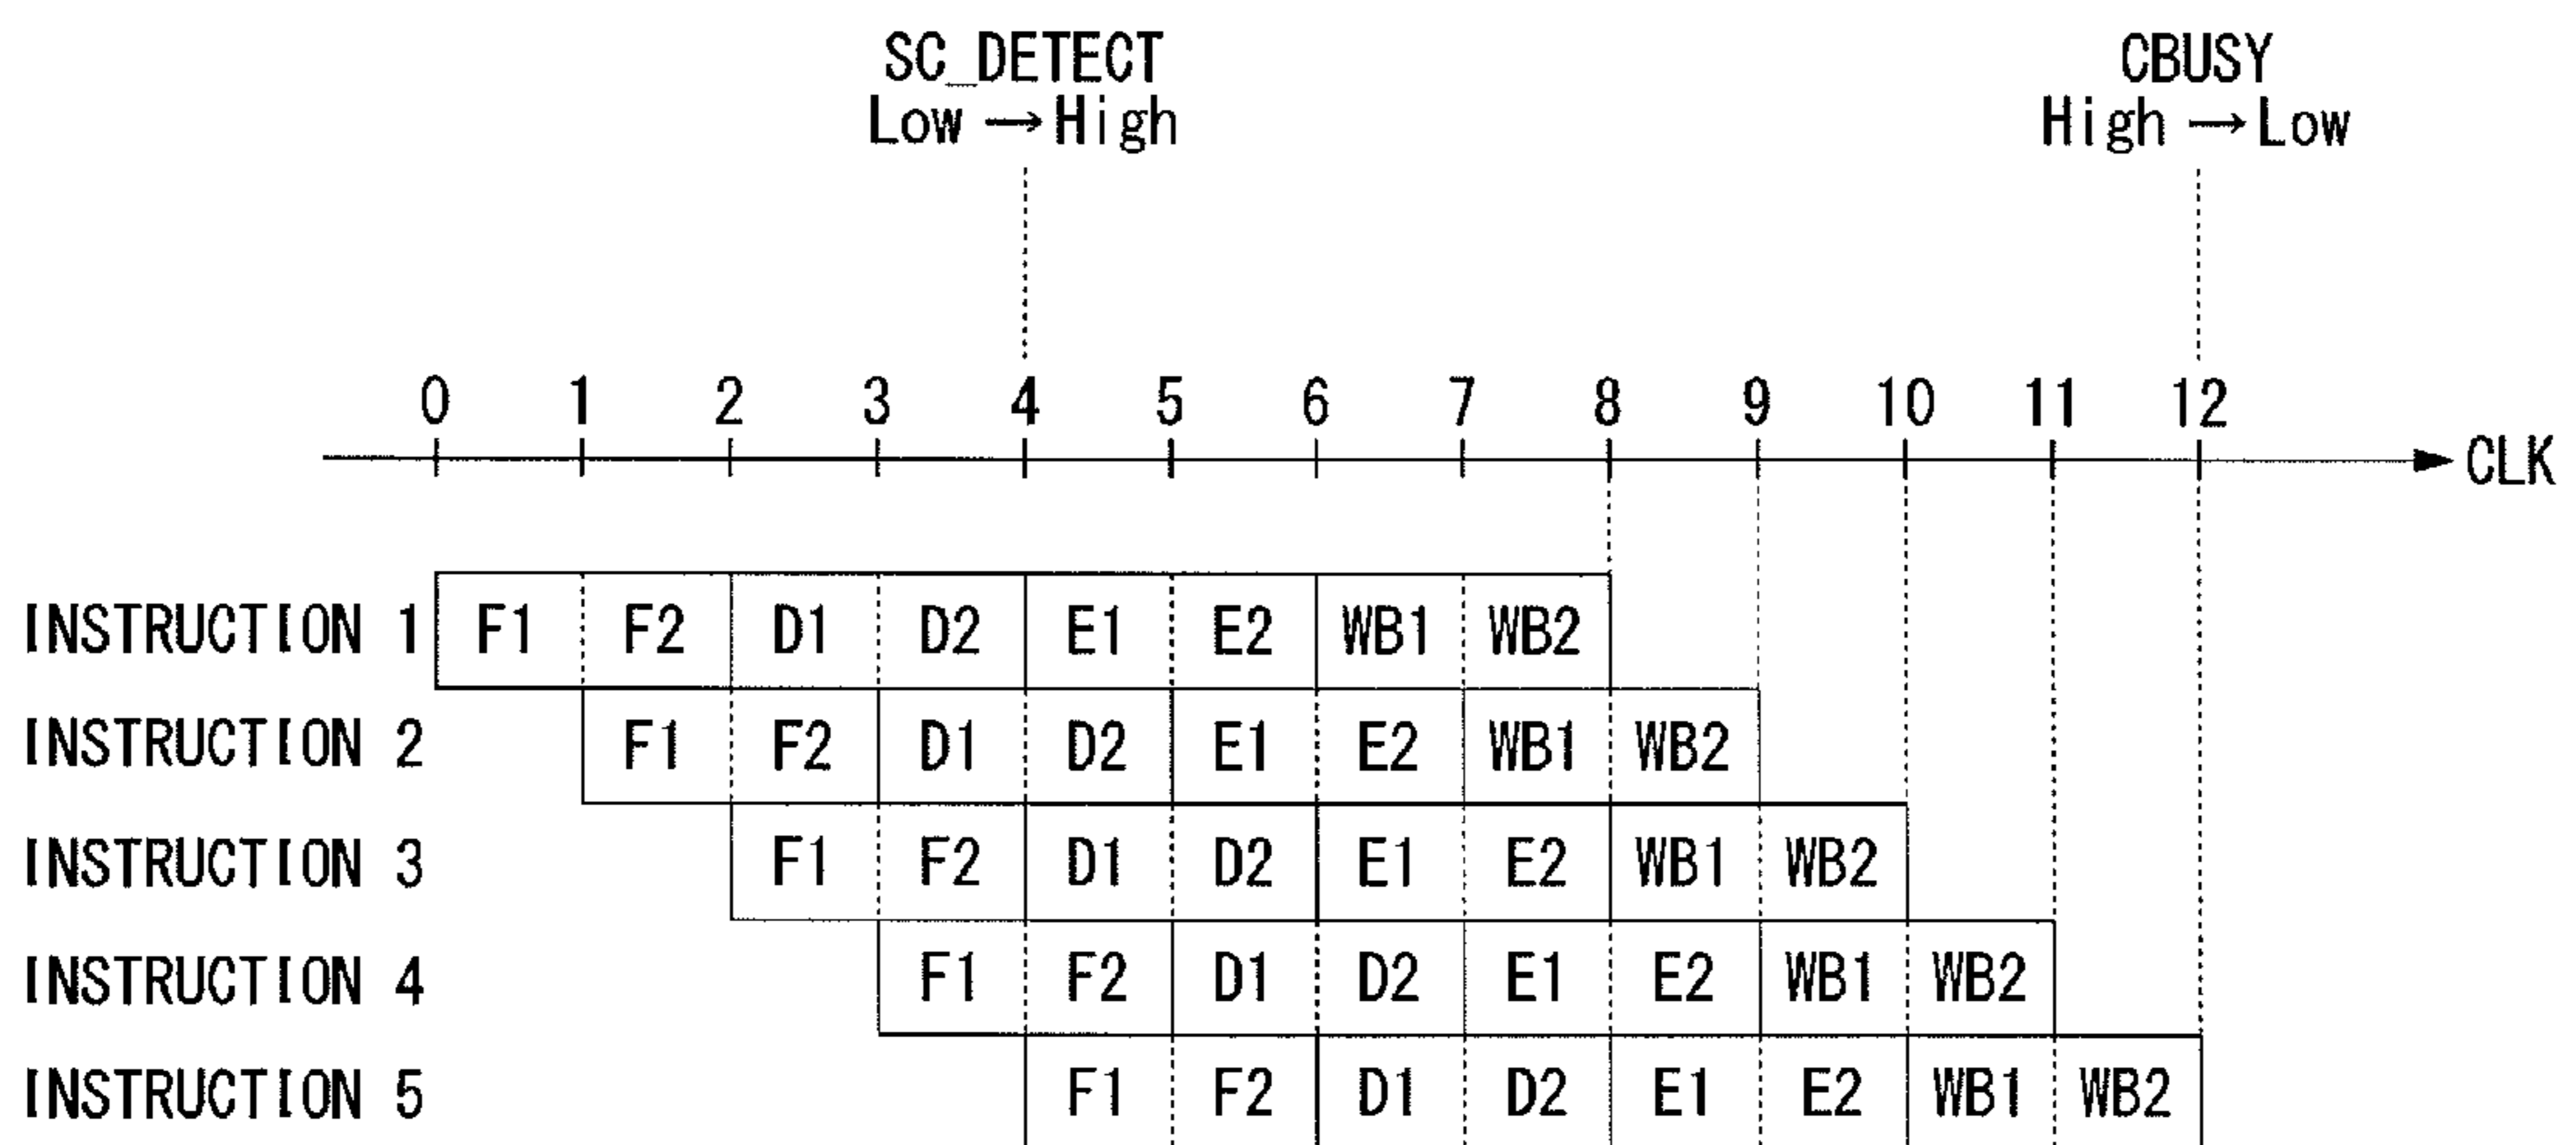 SC_DETECT
Low → High
CBUSY
High → Low
0 1 2 3 4 5 6 7 8 9 10 11 12
CLK
INSTRUCTION 1 F1 F2 D1 D2 E1 E2 WB1 WB2
INSTRUCTION 2 F1 F2 D1 D2 E1 E2 WB1 WB2
INSTRUCTION 3 F1 F2 D1 D2 E1 E2 WB1 WB2
INSTRUCTION 4 F1 F2 D1 D2 E1 E2 WB1 WB2
INSTRUCTION 5 F1 F2 D1 D2 E1 E2 WB1 WB2